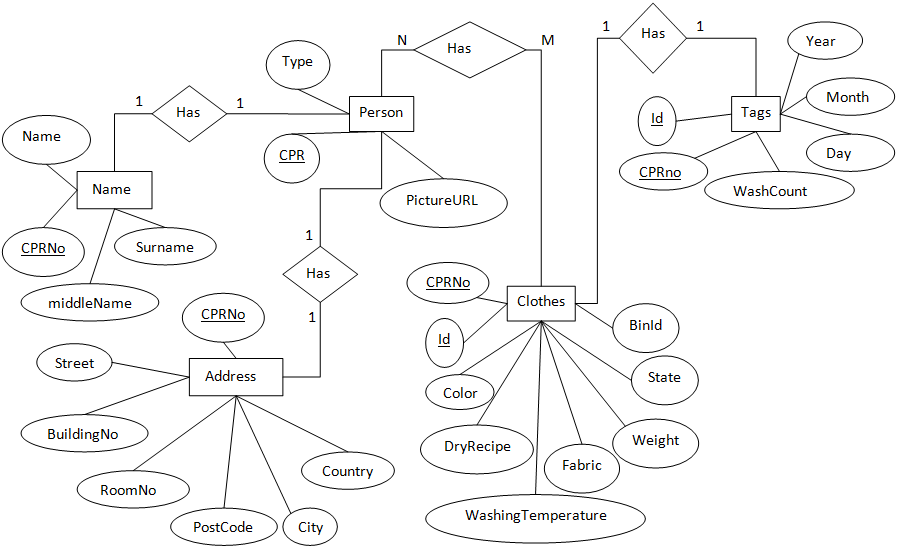 1
1
Has
Year
N
Has
M
Has
Type
Month
1
1
Has
Person
Id
Tags
Name
CPR
Day
CPRno
WashCount
Name
PictureURL
CPRNo
Surname
1
Has
middleName
CPRNo
Clothes
CPRNo
1
BinId
Id
Street
Address
State
Color
BuildingNo
DryRecipe
Weight
Country
Fabric
RoomNo
WashingTemperature
PostCode
City